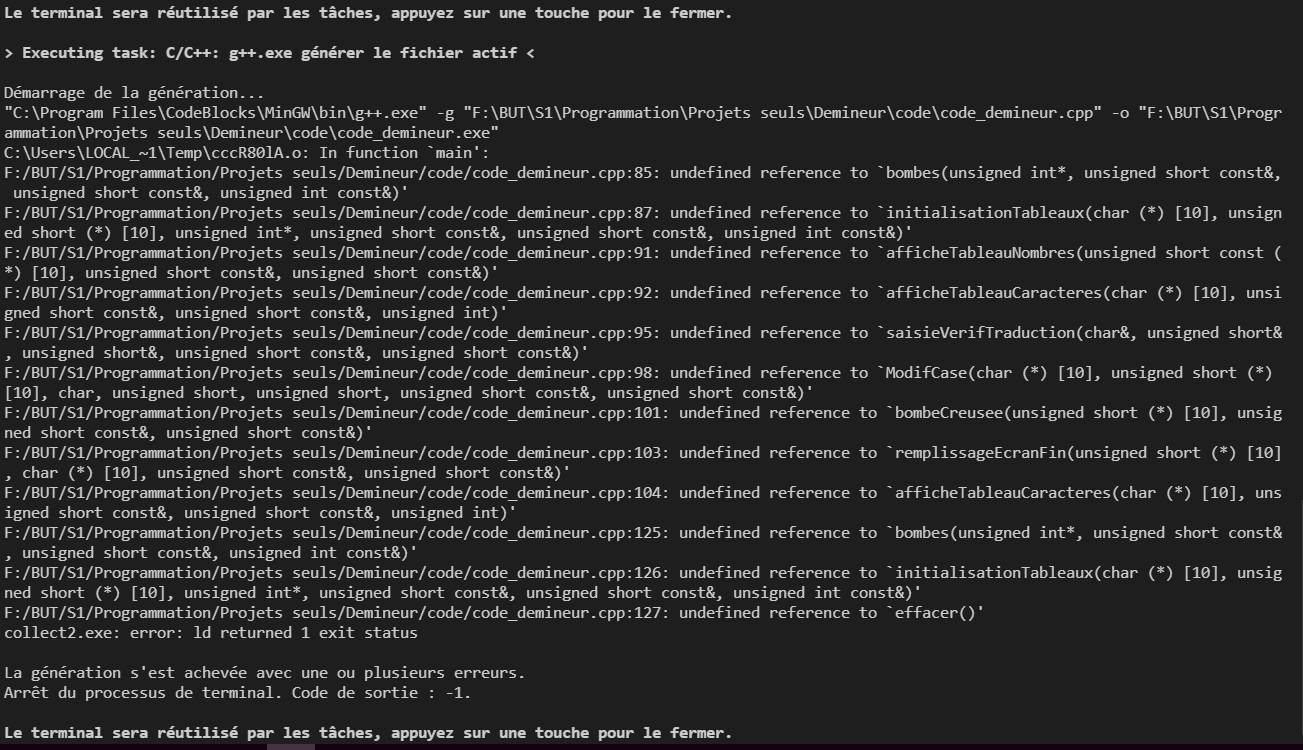 Le terminal sera réutilisé par les tâches, appuyez sur une touche pour le fermer.
> Executing task: C/C++: g++.exe générer le fichier actif <
Démarrage de la génération...
"C:\Program Files\CodeBlocks\MinGW\bin\g++.exe" -g "F:\BUT\S1\Programmation\Projets seuls\Demineur\code\code_demineur.cpp" -o "F:\BUT\S1\Progr
ammation\Projets seuls\Demineur\code\code_demineur.exe"
C:\Users\LOCAL_~1\Temp\cccR80lA.o: In function `main':
F:/BUT/S1/Programmation/Projets seuls/Demineur/code/code_demineur.cpp:85: undefined reference to `bombes(unsigned int*, unsigned short const&,
 unsigned short const&, unsigned int const&)'
F:/BUT/S1/Programmation/Projets seuls/Demineur/code/code_demineur.cpp:87: undefined reference to `initialisationTableaux(char (*) [10], unsign
ed short (*) [10], unsigned int*, unsigned short const&, unsigned short const&, unsigned int const&)'
F:/BUT/S1/Programmation/Projets seuls/Demineur/code/code_demineur.cpp:91: undefined reference to `afficheTableauNombres(unsigned short const (
*) [10], unsigned short const&, unsigned short const&)'
F:/BUT/S1/Programmation/Projets seuls/Demineur/code/code_demineur.cpp:92: undefined reference to `afficheTableauCaracteres(char (*) [10], unsi
gned short const&, unsigned short const&, unsigned int)'
F:/BUT/S1/Programmation/Projets seuls/Demineur/code/code_demineur.cpp:95: undefined reference to `saisieVerifTraduction(char&, unsigned short&
, unsigned short&, unsigned short const&, unsigned short const&)'
F:/BUT/S1/Programmation/Projets seuls/Demineur/code/code_demineur.cpp:98: undefined reference to `ModifCase(char (*) [10], unsigned short (*)
[10], char, unsigned short, unsigned short, unsigned short const&, unsigned short const&)'
F:/BUT/S1/Programmation/Projets seuls/Demineur/code/code_demineur.cpp:101: undefined reference to `bombeCreusee(unsigned short (*) [10], unsig
ned short const&, unsigned short const&)'
F:/BUT/S1/Programmation/Projets seuls/Demineur/code/code_demineur.cpp:103: undefined reference to `remplissageEcranFin(unsigned short (*) [10]
, char (*) [10], unsigned short const&, unsigned short const&)'
F:/BUT/S1/Programmation/Projets seuls/Demineur/code/code_demineur.cpp:104: undefined reference to `afficheTableauCaracteres(char (*) [10], uns
igned short const&, unsigned short const&, unsigned int)'
F:/BUT/S1/Programmation/Projets seuls/Demineur/code/code_demineur.cpp:125: undefined reference to `bombes(unsigned int*, unsigned short const&
, unsigned short const&, unsigned int const&)'
F:/BUT/S1/Programmation/Projets seuls/Demineur/code/code_demineur.cpp:126: undefined reference to `initialisationTableaux(char (*) [10], unsig
ned short (*) [10], unsigned int*, unsigned short const&, unsigned short const&, unsigned int const&)'
F:/BUT/S1/Programmation/Projets seuls/Demineur/code/code_demineur.cpp:127: undefined reference to `effacer()'
collect2.exe: error: ld returned 1 exit status
La génération s'est achevée avec une ou plusieurs erreurs.
Arrêt du processus de terminal. Code de sortie : -1.
Le terminal sera réutilisé par les tâches, appuyez sur une touche pour le fermer.